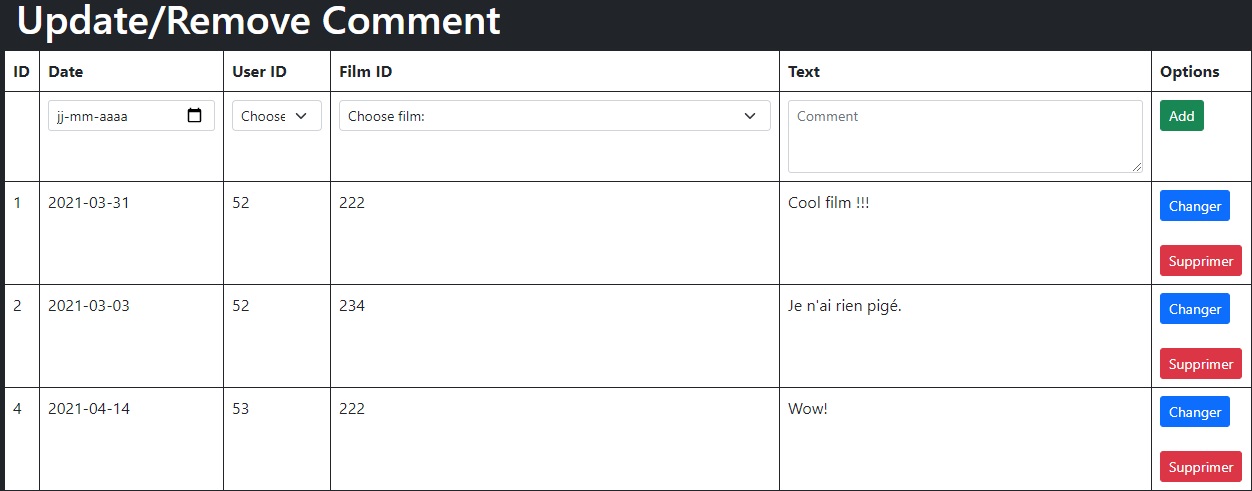 Update/Remove Comment
ID Date User ID Film ID Text Options
jj-mm-aaaa Choose Choose film: Comment Add
1 2021-03-31 52 222 Cool film !!! Changer
Supprimer
2 2021-03-03 52 234 Je n'ai rien pigé. Changer
Supprimer
4 2021-04-14 53 222 Wow! Changer
Supprimer